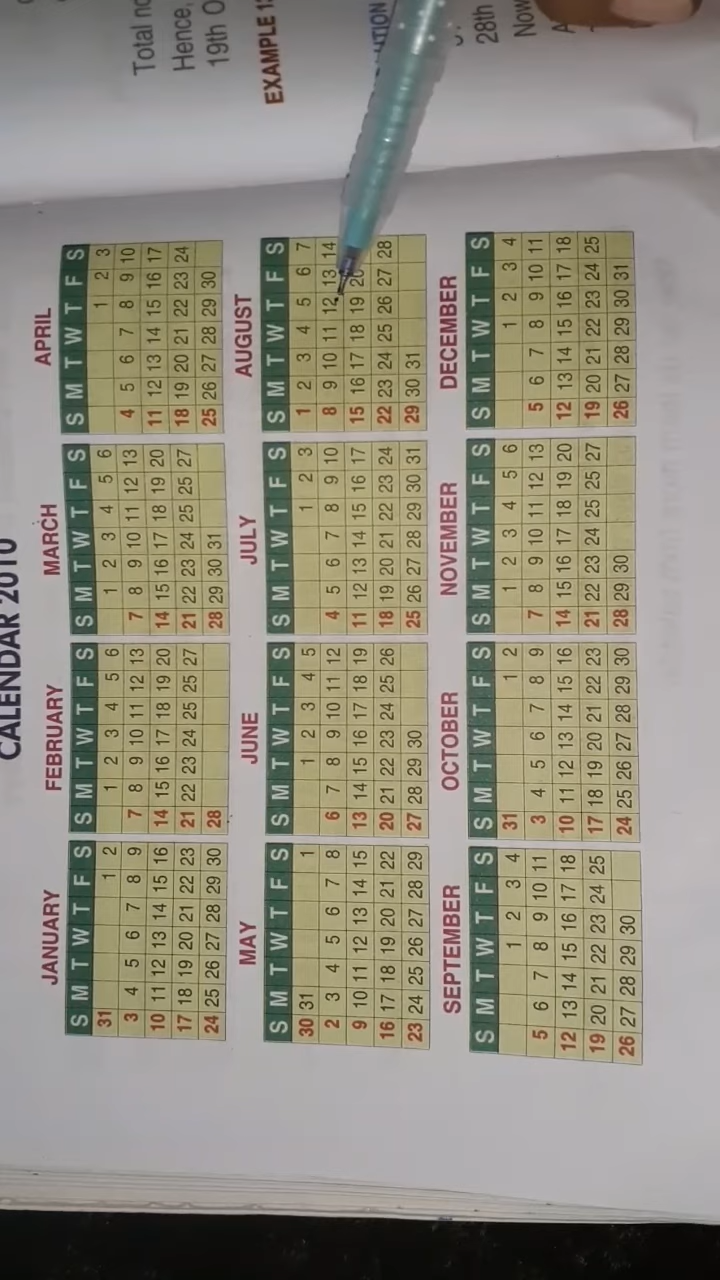 CALENDAR 2010
JANUARY
S M T W T F S
31 1 2
3 4 5 6 7 8 9
10 11 12 13 14 15 16
17 18 19 20 21 22 23
24 25 26 27 28 29 30
FEBRUARY
S M T W T F S
1 2 3 4 5 6
7 8 9 10 11 12 13
14 15 16 17 18 19 20
21 22 23 24 25 25 27
28
MARCH
S M T W T F S
1 2 3 4 5 6
7 8 9 10 11 12 13
14 15 16 17 18 19 20
21 22 23 24 25 25 27
28 29 30 31
APRIL
S M T W T F S
1 2 3
4 5 6 7 8 9 10
11 12 13 14 15 16 17
18 19 20 21 22 23 24
25 26 27 28 29 30
MAY
S M T W T F S
30 31 1
2 3 4 5 6 7 8
9 10 11 12 13 14 15
16 17 18 19 20 21 22
23 24 25 26 27 28 29
JUNE
S M T W T F S
1 2 3 4 5
6 7 8 9 10 11 12
13 14 15 16 17 18 19
20 21 22 23 24 25 26
27 28 29 30
JULY
S M T W T F S
1 2 3
4 5 6 7 8 9 10
11 12 13 14 15 16 17
18 19 20 21 22 23 24
25 26 27 28 29 30 31
AUGUST
S M T W T F S
1 2 3 4 5 6 7
8 9 10 11 12 13 14
15 16 17 18 19 20
22 23 24 25 26 27 28
29 30 31
SEPTEMBER
S M T W T F S
1 2 3 4
5 6 7 8 9 10 11
12 13 14 15 16 17 18
19 20 21 22 23 24 25
26 27 28 29 30
OCTOBER
S M T W T F S
31 1 2
3 4 5 6 7 8 9
10 11 12 13 14 15 16
17 18 19 20 21 22 23
24 25 26 27 28 29 30
NOVEMBER
S M T W T F S
1 2 3 4 5 6
7 8 9 10 11 12 13
14 15 16 17 18 19 20
21 22 23 24 25 25 27
28 29 30
DECEMBER
S M T W T F S
1 2 3 4
5 6 7 8 9 10 11
12 13 14 15 16 17 18
19 20 21 22 23 24 25
26 27 28 29 30 31
Total no
Hence,
19th O
EXAMPLE
28th
Now